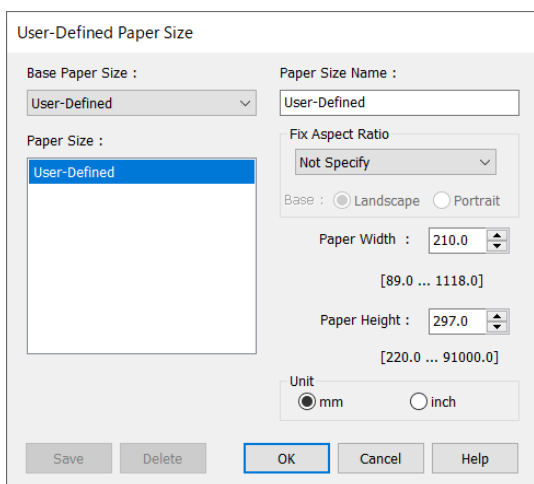 User-Defined Paper Size
Base Paper Size :
User-Defined
Paper Size :
User-Defined
Paper Size Name :
User-Defined
Fix Aspect Ratio
Not Specify
Base : Landscape Portrait
Paper Width : 210.0
[89.0 ... 1118.0]
Paper Height : 297.0
[220.0 ... 91000.0]
Unit
mm inch
Save Delete OK Cancel Help